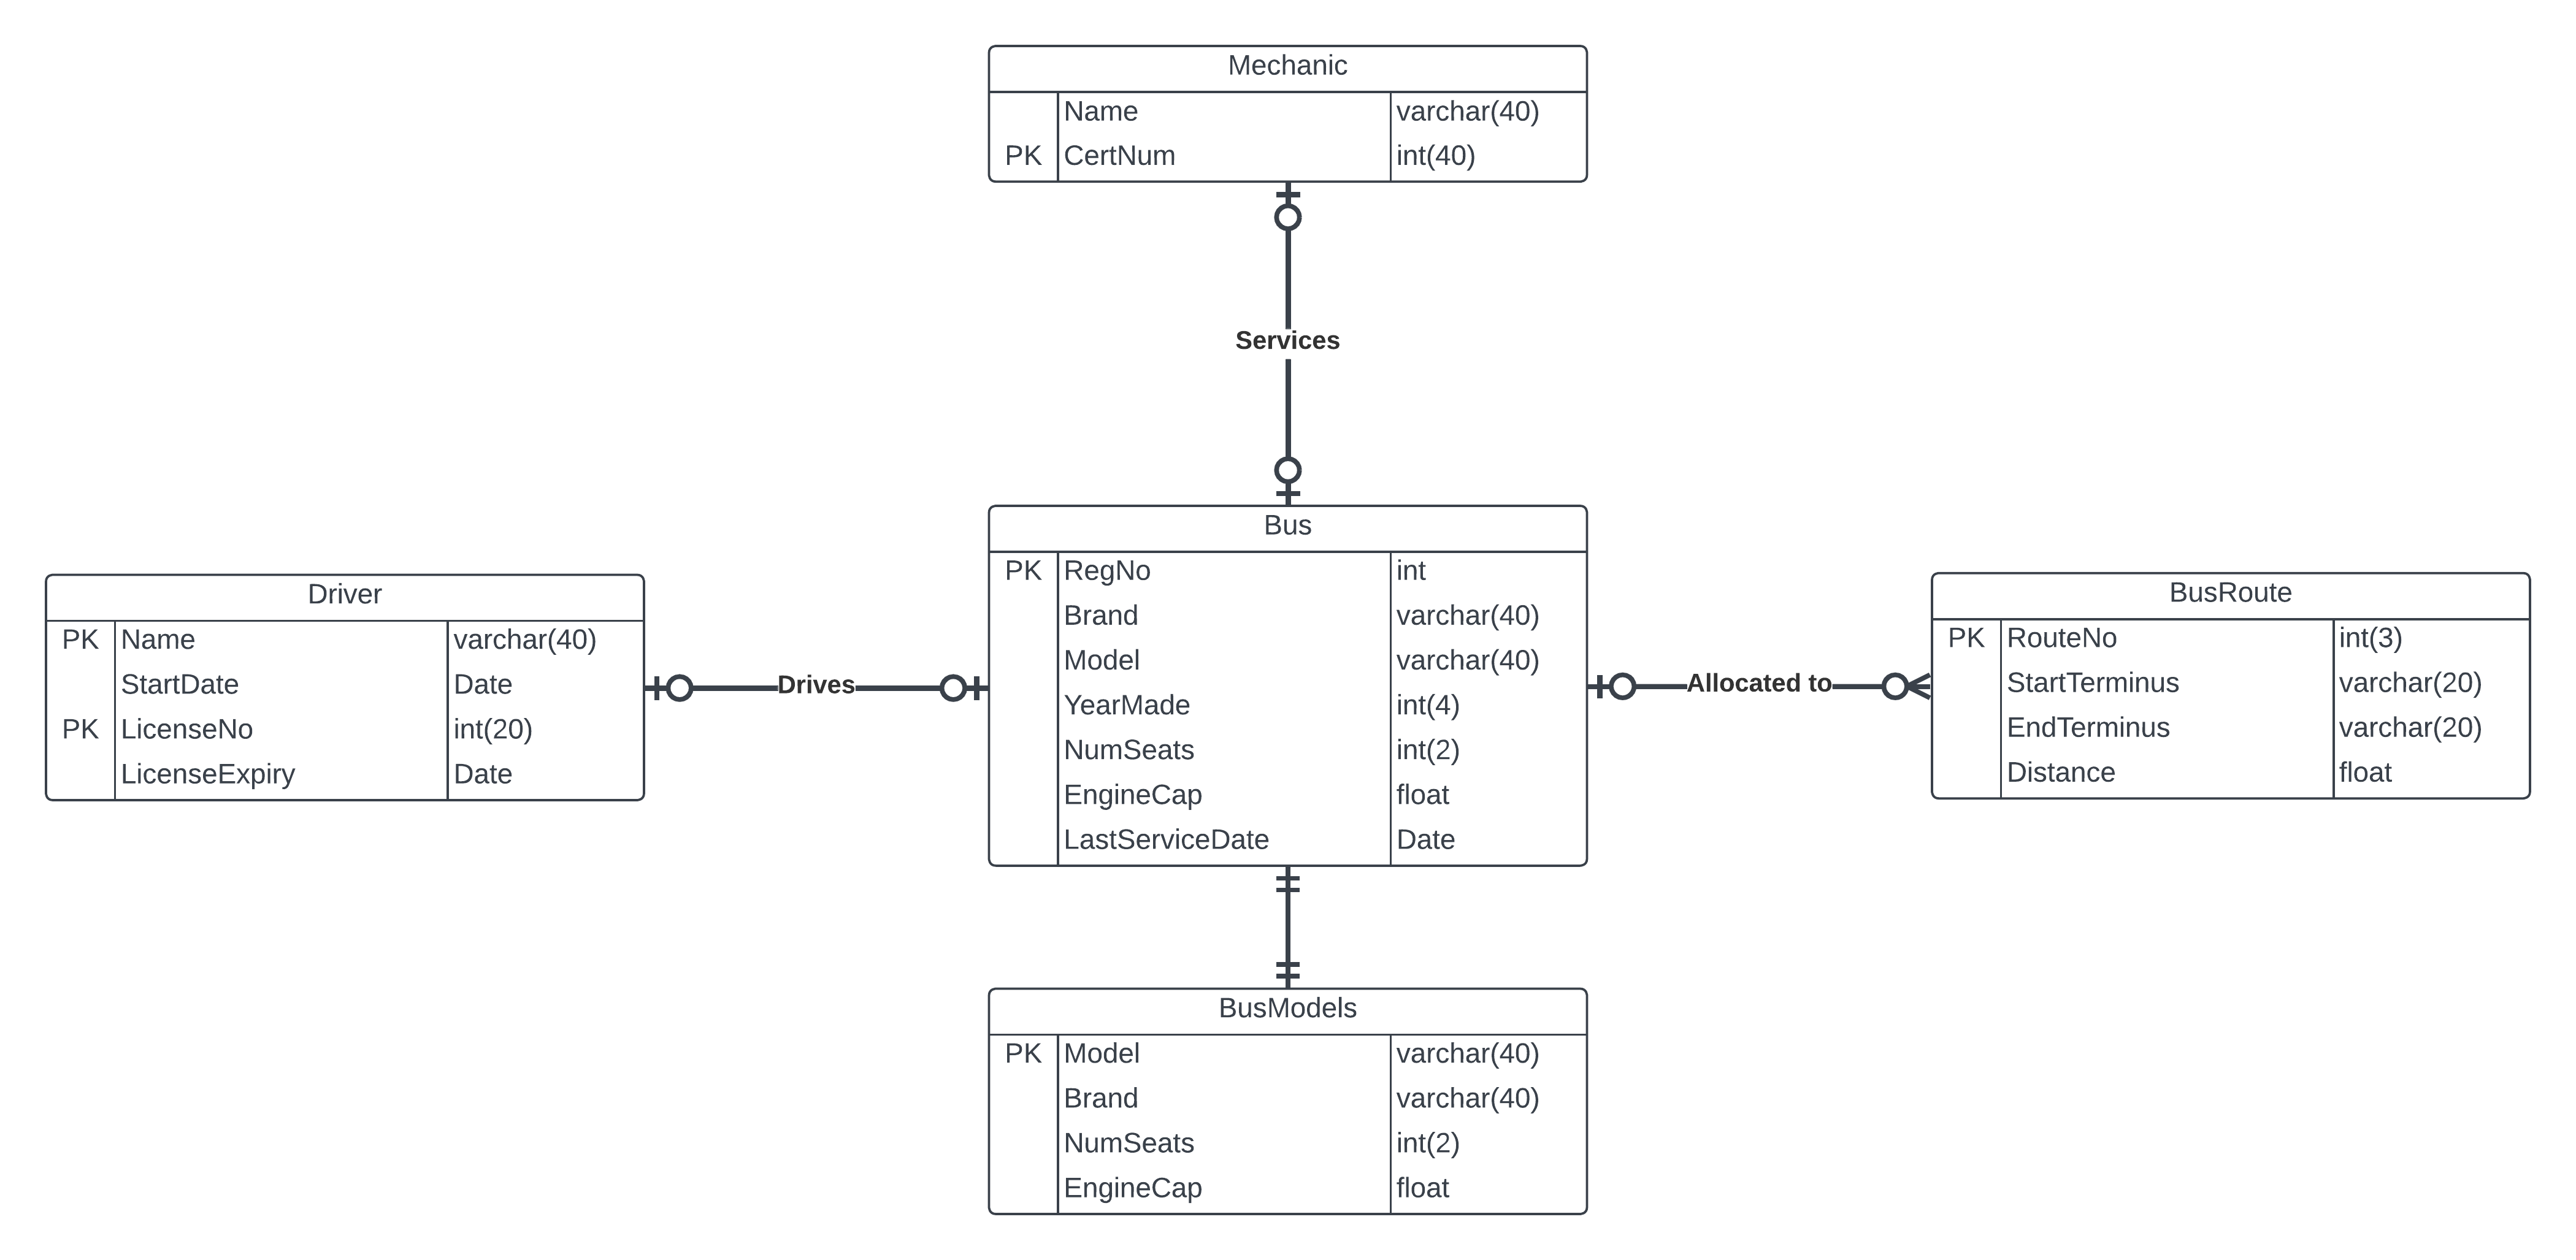 Mechanic
Name varchar(40)
PK CertNum int(40)
Services
Bus
PK RegNo int
Brand varchar(40)
Model varchar(40)
YearMade int(4)
NumSeats int(2)
EngineCap float
LastServiceDate Date
Driver
PK Name varchar(40)
StartDate Date
PK LicenseNo int(20)
LicenseExpiry Date
Drives
Allocated to
BusRoute
PK RouteNo int(3)
StartTerminus varchar(20)
EndTerminus varchar(20)
Distance float
BusModels
PK Model varchar(40)
Brand varchar(40)
NumSeats int(2)
EngineCap float